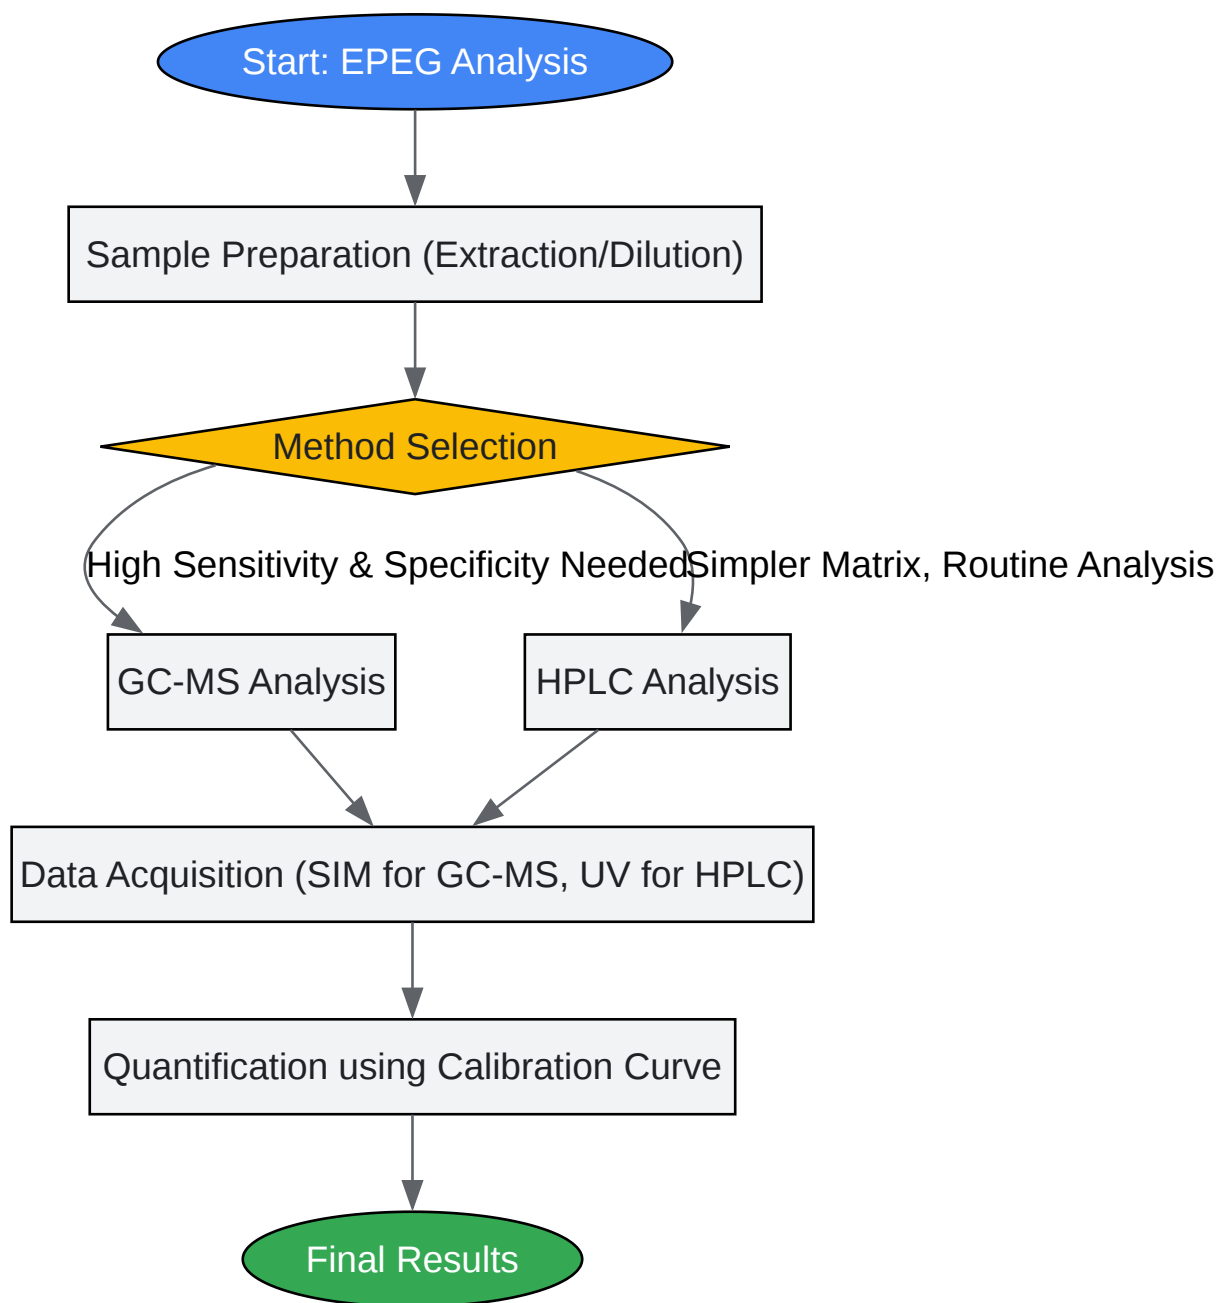 Start: EPEG Analysis
Sample Preparation (Extraction/Dilution)
Method Selection
High Sensitivity & Specificity Needed
Simpler Matrix, Routine Analysis
GC-MS Analysis
HPLC Analysis
Data Acquisition (SIM for GC-MS, UV for HPLC)
Quantification using Calibration Curve
Final Results